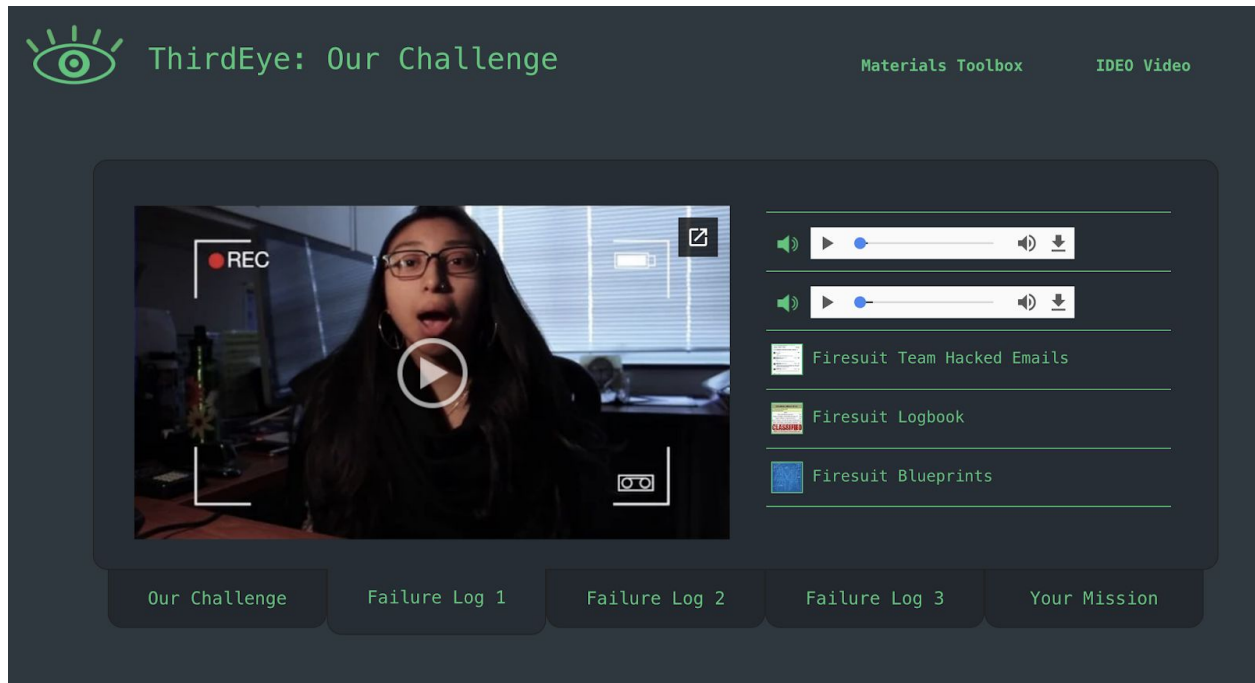 ThirdEye: Our Challenge
Materials Toolbox
IDEO Video
REC
Firesuit Team Hacked Emails
CLASSIFIED
Firesuit Logbook
Firesuit Blueprints
Our Challenge
Failure Log 1
Failure Log 2
Failure Log 3
Your Mission